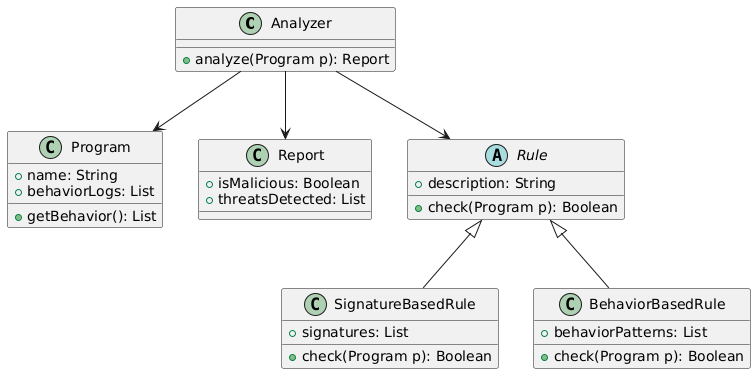 C Analyzer
analyze(Program p): Report
C Program
name: String
behaviorLogs: List
getBehavior(): List
C Report
isMalicious: Boolean
threatsDetected: List
A Rule
description: String
check(Program p): Boolean
C SignatureBasedRule
signatures: List
check(Program p): Boolean
C BehaviorBasedRule
behaviorPatterns: List
check(Program p): Boolean